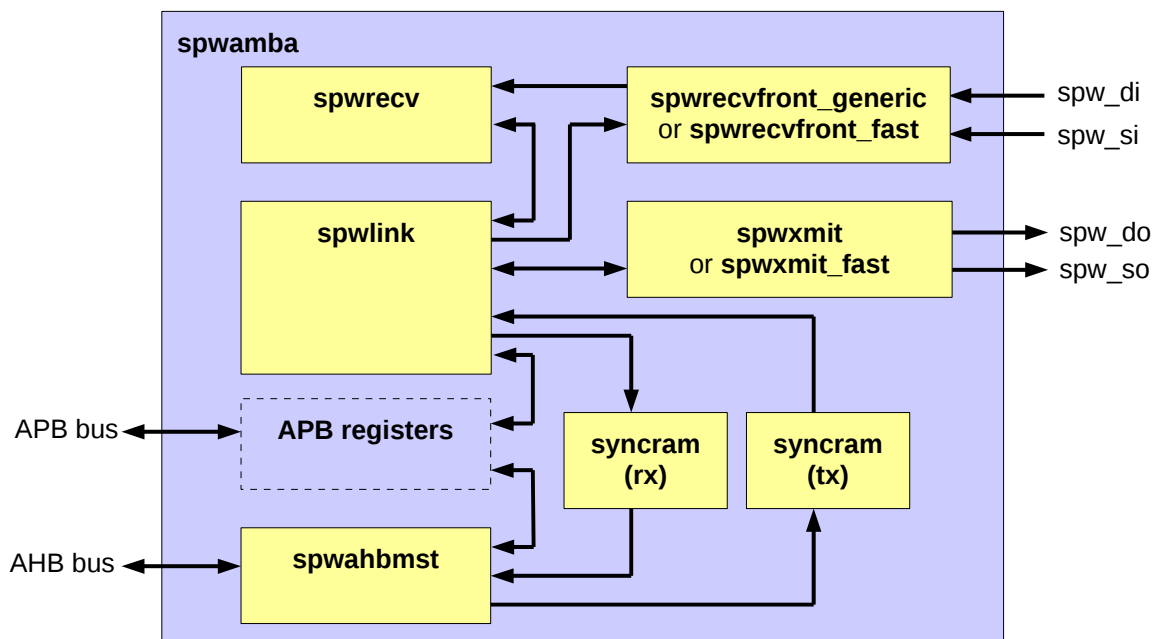 spwamba
spwrecv
spwrecvfront_generic
or spwrecvfront_fast
spw_di
spw_si
spwlink
spwxmit
or spwxmit_fast
spw_do
spw_so
APB bus
APB registers
syncram
(rx)
syncram
(tx)
AHB bus
spwahbmst